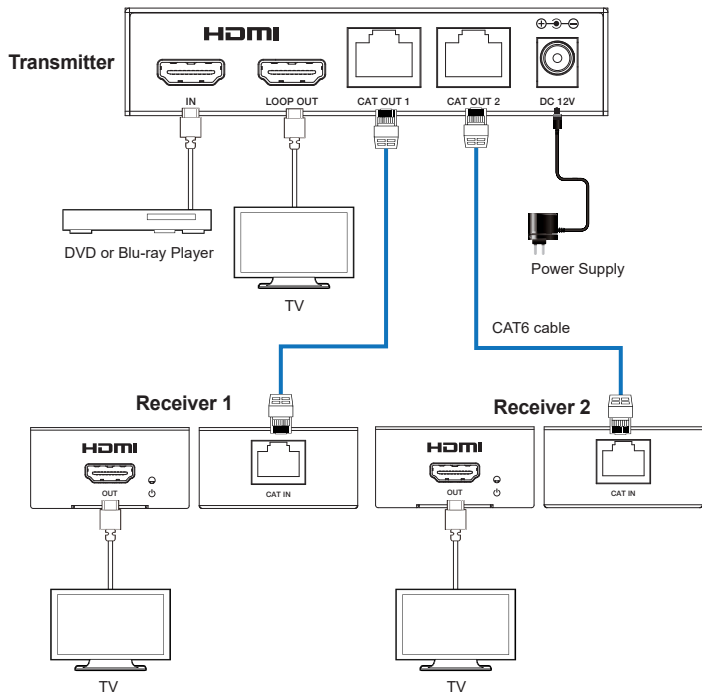 HDMI
Transmitter
IN
LOOP OUT
CAT OUT 1
CAT OUT 2
DC 12V
DVD or Blu-ray Player
TV
Power Supply
CAT6 cable
Receiver 1
Receiver 2
HDMI
OUT
CAT IN
HDMI
OUT
CAT IN
TV
TV